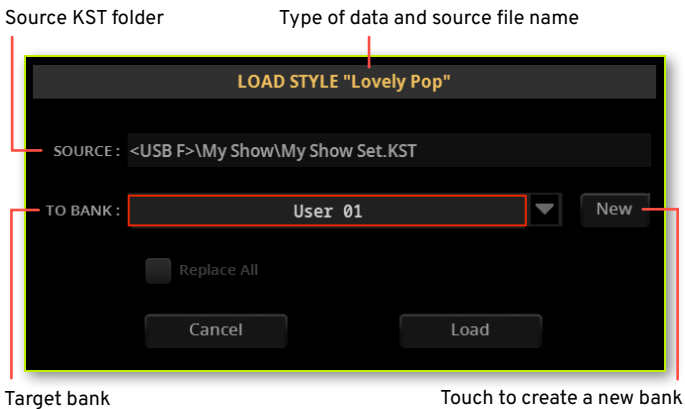 Source KST folder
Type of data and source file name
LOAD STYLE "Lovely Pop"
SOURCE : <USB F>\My Show\My Show Set.KST
TO BANK : User 01 New
Replace All
Cancel Load
Target bank
Touch to create a new bank